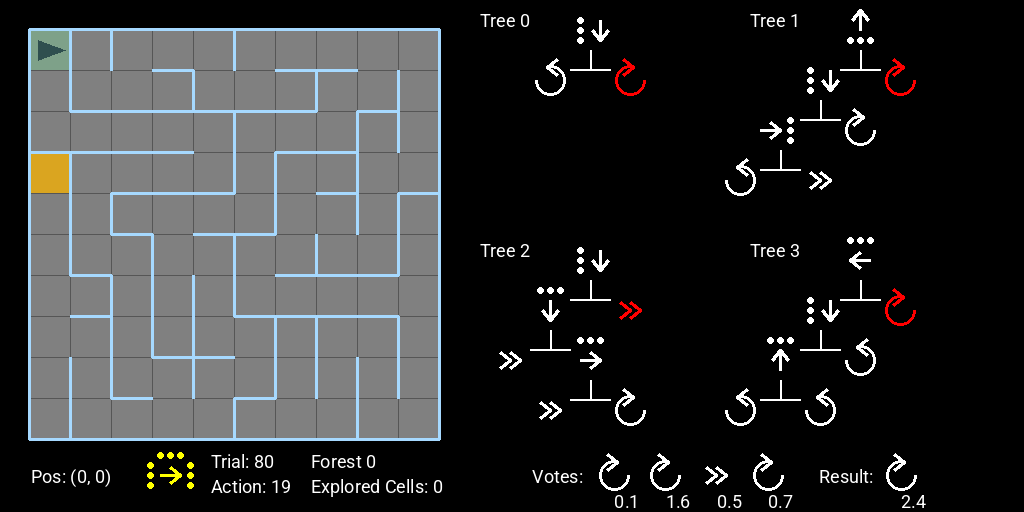 Tree 0
Tree 1
Tree 2
Tree 3
Pos: (0, 0)
Trial: 80
Forest 0
Action: 19
Explored Cells: 0
Votes:
0.1
1.6
0.5
0.7
Result:
2.4